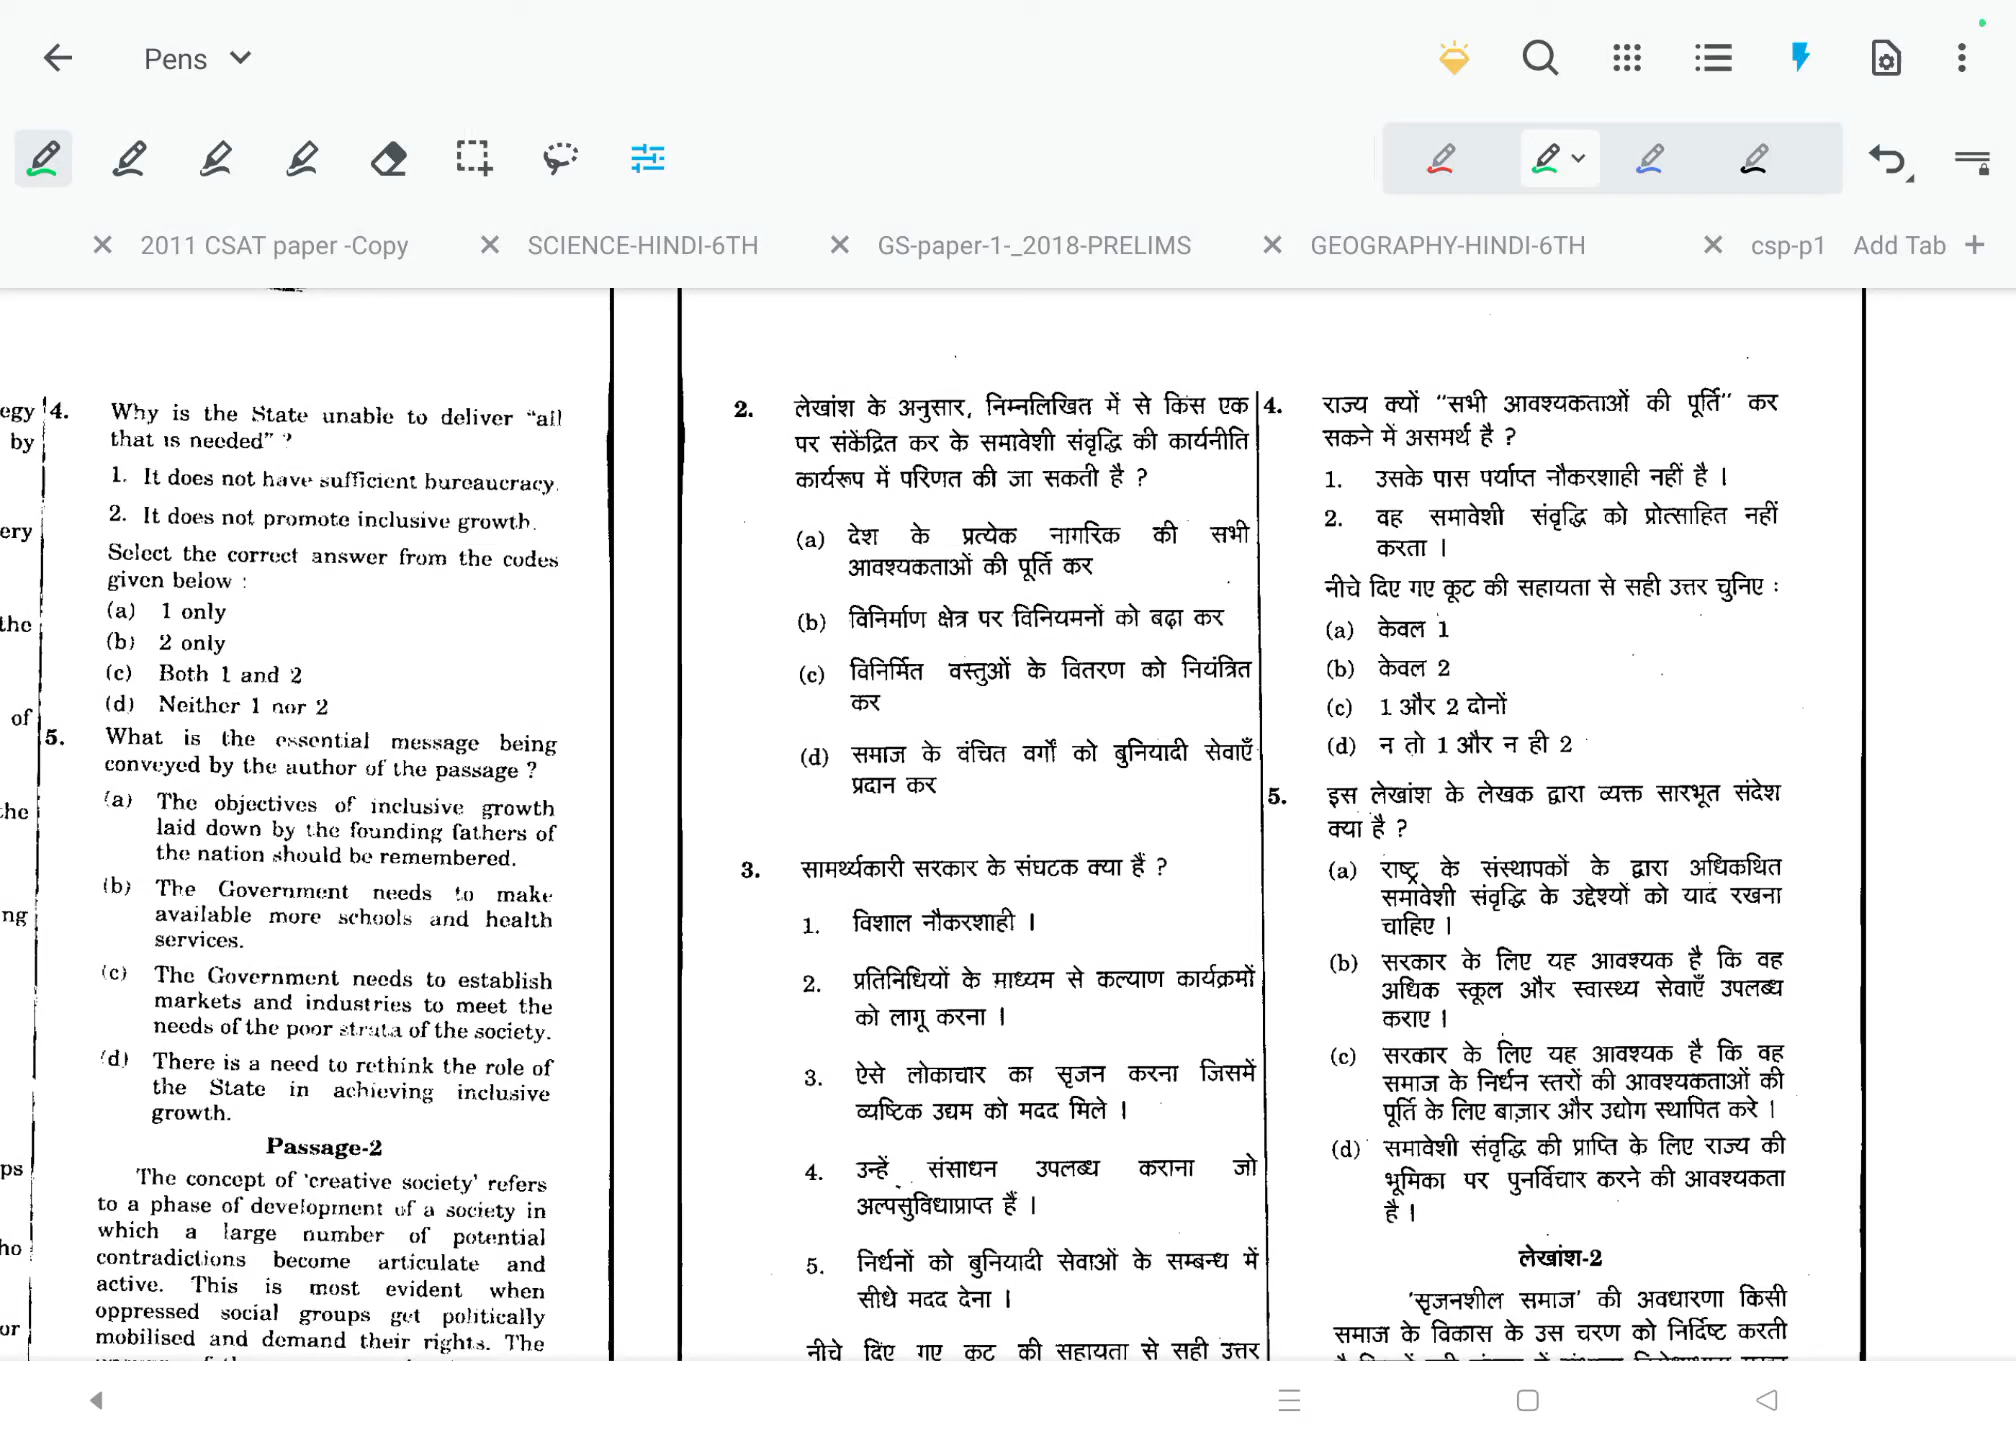 Pens
2011 CSAT paper -Copy
SCIENCE-HINDI-6TH
GS-paper-1-_2018-PRELIMS
GEOGRAPHY-HINDI-6TH
csp-p1
Add Tab +
egy
by
ery
the
of
the
ng
ps
ho
or
4. Why is the State unable to deliver “all
that is needed” ?
1. It does not have sufficient bureaucracy.
2. It does not promote inclusive growth.
Select the correct answer from the codes
given below :
(a) 1 only
(b) 2 only
(c) Both 1 and 2
(d) Neither 1 nor 2
5. What is the essential message being
conveyed by the author of the passage ?
(a) The objectives of inclusive growth
laid down by the founding fathers of
the nation should be remembered.
(b) The Government needs to make
available more schools and health
services.
(c) The Government needs to establish
markets and industries to meet the
needs of the poor strata of the society.
(d) There is a need to rethink the role of
the State in achieving inclusive
growth.
Passage-2
The concept of ‘creative society’ refers
to a phase of development of a society in
which a large number of potential
contradictions become articulate and
active. This is most evident when
oppressed social groups get politically
mobilised and demand their rights. The
2. लेखांश के अनुसार, निम्नलिखित में से किस एक
पर संकेंद्रित कर के समावेशी संवृद्धि की कार्यनीति
कार्यरूप में परिणत की जा सकती है ?
(a) देश के प्रत्येक नागरिक की सभी
आवश्यकताओं की पूर्ति कर
(b) विनिर्माण क्षेत्र पर विनियमनों को बढ़ा कर
(c) विनिर्मित वस्तुओं के वितरण को नियंत्रित
कर
(d) समाज के वंचित वर्गों को बुनियादी सेवाएँ
प्रदान कर
3. सामर्थ्यकारी सरकार के संघटक क्या हैं ?
1. विशाल नौकरशाही ।
2. प्रतिनिधियों के माध्यम से कल्याण कार्यक्रमों
को लागू करना ।
3. ऐसे लोकाचार का सृजन करना जिसमें
व्यष्टिक उद्यम को मदद मिले ।
4. उन्हें संसाधन उपलब्ध कराना जो
अल्पसुविधाप्राप्त हैं ।
5. निर्धनों को बुनियादी सेवाओं के सम्बन्ध में
सीधे मदद देना ।
नीचे दिए गए कूट की सहायता से सही उत्तर
4. राज्य क्यों “सभी आवश्यकताओं की पूर्ति” कर
सकने में असमर्थ है ?
1. उसके पास पर्याप्त नौकरशाही नहीं है ।
2. वह समावेशी संवृद्धि को प्रोत्साहित नहीं
करता ।
नीचे दिए गए कूट की सहायता से सही उत्तर चुनिए :
(a) केवल 1
(b) केवल 2
(c) 1 और 2 दोनों
(d) न तो 1 और न ही 2
5. इस लेखांश के लेखक द्वारा व्यक्त सारभूत संदेश
क्या है ?
(a) राष्ट्र के संस्थापकों के द्वारा अधिकथित
समावेशी संवृद्धि के उद्देश्यों को याद रखना
चाहिए ।
(b) सरकार के लिए यह आवश्यक है कि वह
अधिक स्कूल और स्वास्थ्य सेवाएँ उपलब्ध
कराए ।
(c) सरकार के लिए यह आवश्यक है कि वह
समाज के निर्धन स्तरों की आवश्यकताओं की
पूर्ति के लिए बाज़ार और उद्योग स्थापित करे ।
(d) समावेशी संवृद्धि की प्राप्ति के लिए राज्य की
भूमिका पर पुनर्विचार करने की आवश्यकता
है ।
लेखांश-2
‘सृजनशील समाज’ की अवधारणा किसी
समाज के विकास के उस चरण को निर्दिष्ट करती